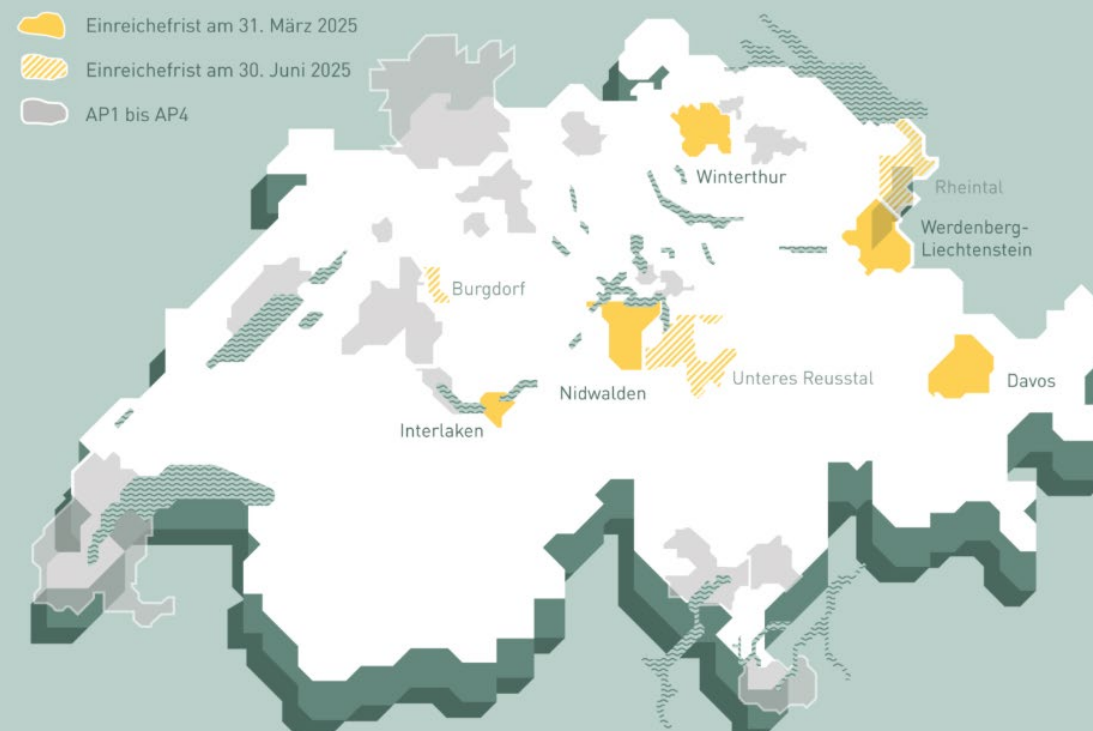 Einreichefrist am 31. März 2025
Einreichefrist am 30. Juni 2025
AP1 bis AP4
Winterthur
Rheintal
Werdenberg-
Liechtenstein
Burgdorf
Unteres Reusstal
Davos
Nidwalden
Interlaken